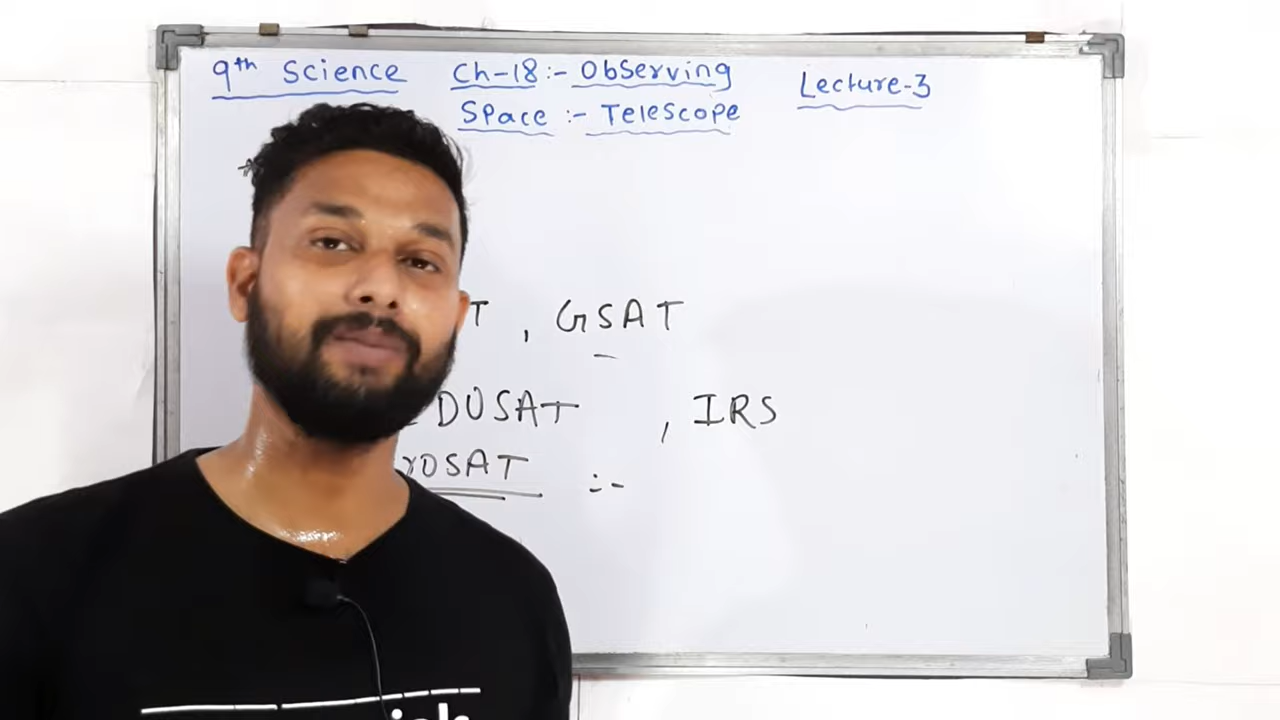 9th Science Ch-18:- Observing Lecture-3
Space :- Telescope
T , GSAT
DUSAT , IRS
ROSAT :-